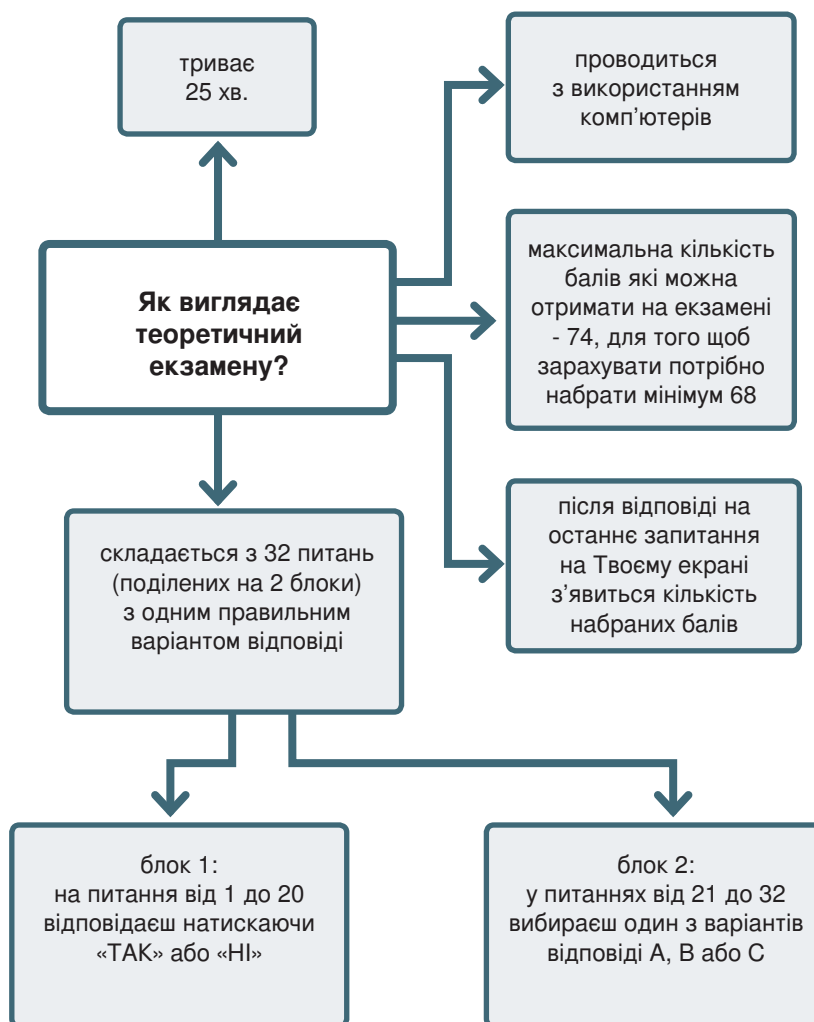 триває
25 хв.
проводиться
з використанням
комп’ютерів
Як виглядає
теоретичний
екзамену?
максимальна кількість
балів які можна
отримати на екзамені
- 74, для того щоб
зарахувати потрібно
набрати мінімум 68
після відповіді на
останнє запитання
на Твоєму екрані
з’явиться кількість
набраних балів
складається з 32 питань
(поділених на 2 блоки)
з одним правильним
варіантом відповіді
блок 1:
на питання від 1 до 20
відповідаєш натискаючи
«ТАК» або «НІ»
блок 2:
у питаннях від 21 до 32
вибираєш один з варіантів
відповіді А, В або С